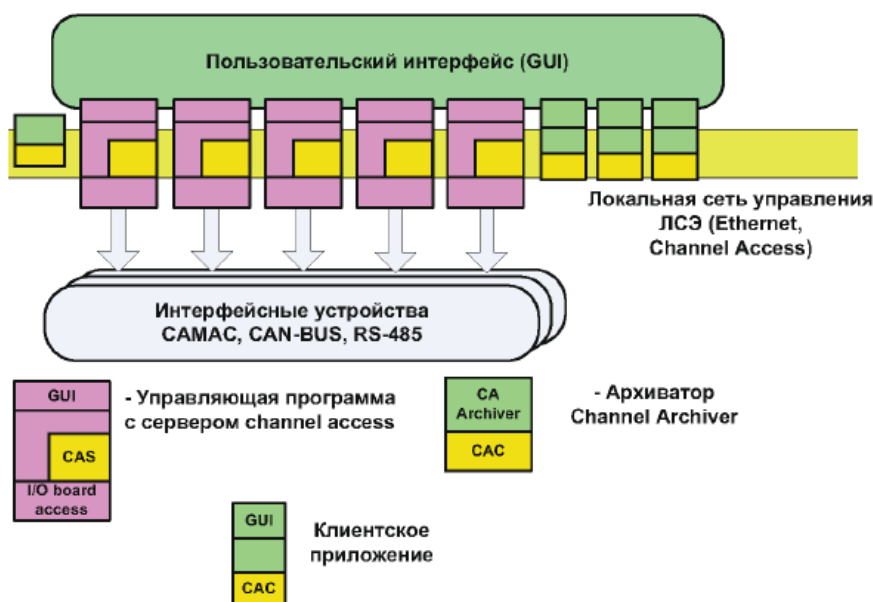 Пользовательский интерфейс (GUI)
Локальная сеть управления
ЛСЭ (Ethernet,
Channel Access)
Интерфейсные устройства
CAMAC, CAN-BUS, RS-485
GUI
CAS
I/O board
access
- Управляющая программа
с сервером channel access
CA
Archiver
CAC
- Архиватор
Channel Archiver
GUI
CAC
Клиентское
приложение